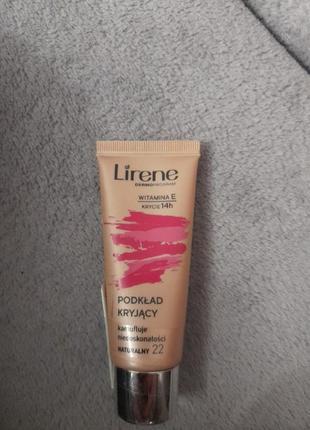 Lirene
DERMOPROGRAM
WITAMINA E
KRYCIE 14h
PODKŁAD
KRYJĄCY
kamufluje
niedoskonałości
NATURALNY 22